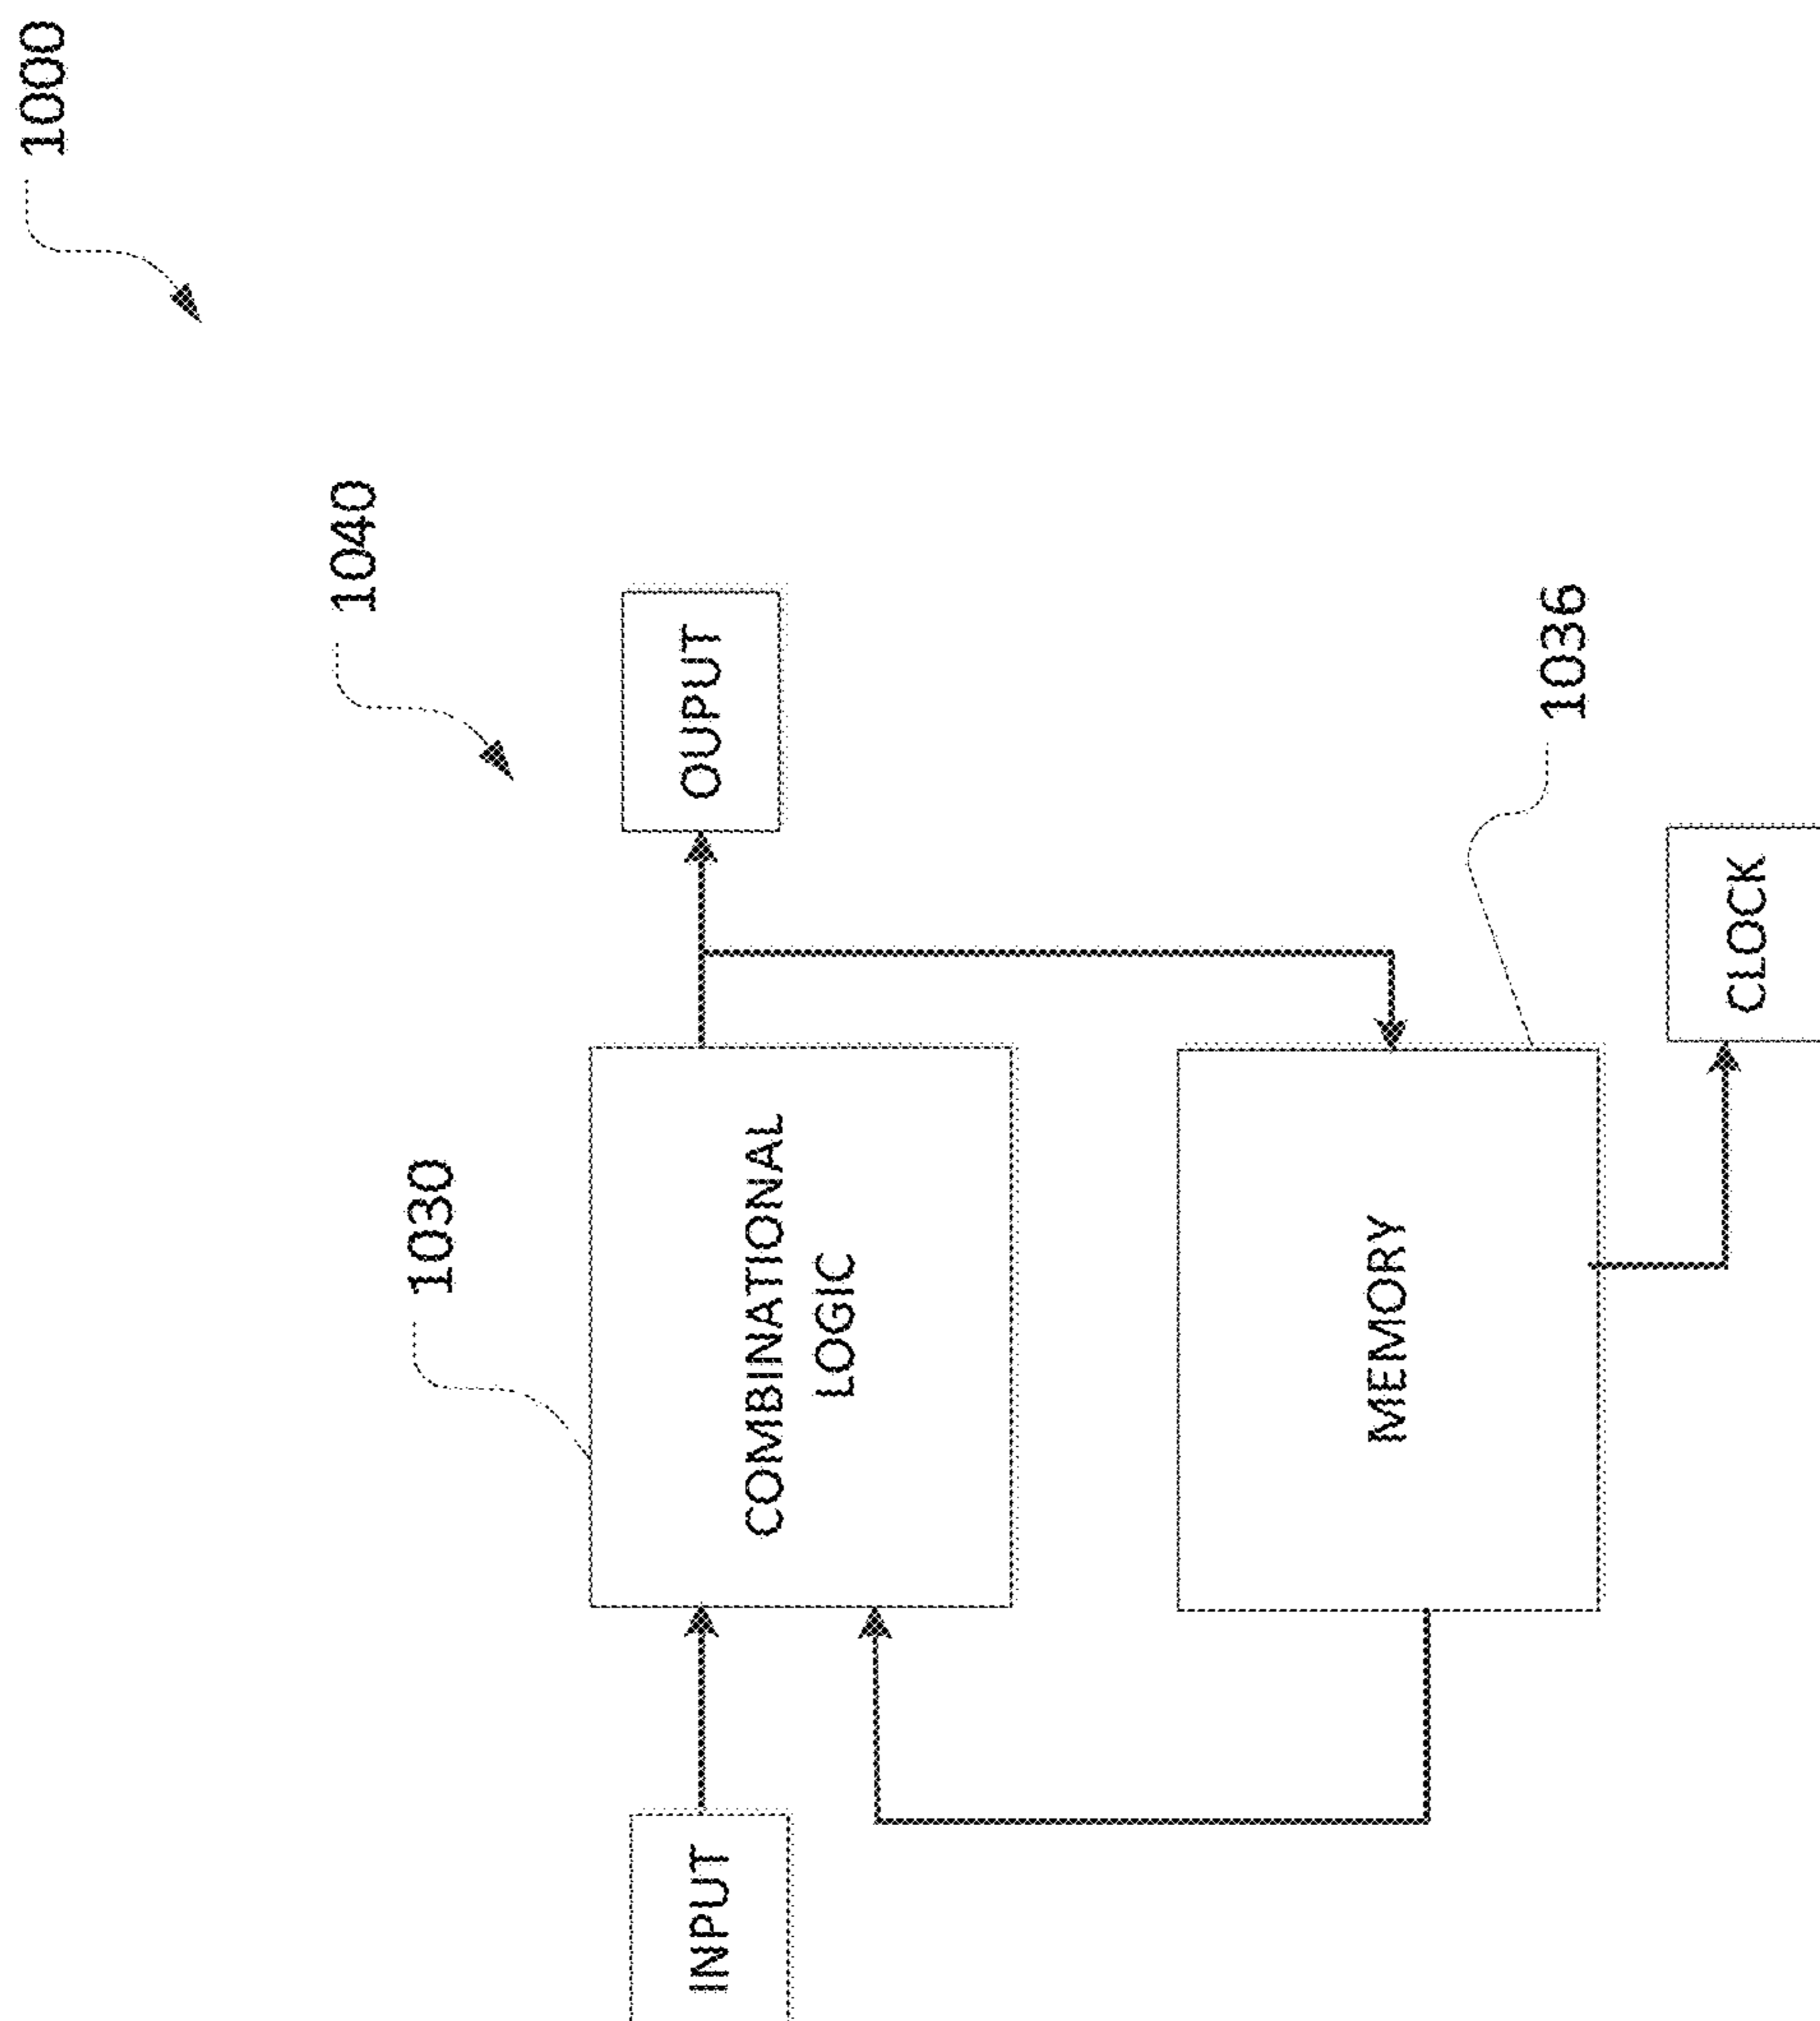 1000
1040
1030
INPUT
COMBINATIONAL
LOGIC
OUPUT
MEMORY
1036
CLOCK